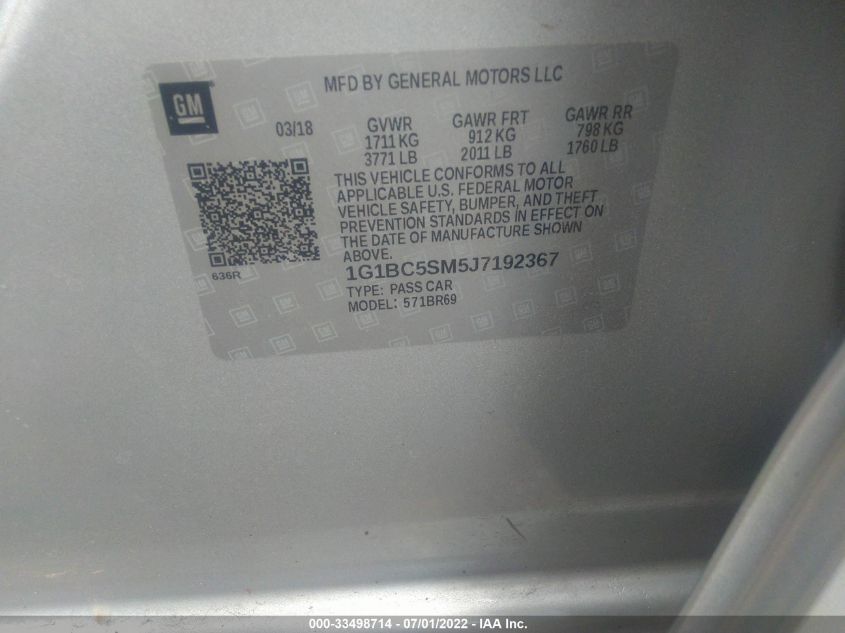 GM
MFD BY GENERAL MOTORS LLC
03/18
GVWR
1711 KG
3771 LB
GAWR FRT
912 KG
2011 LB
GAWR RR
798 KG
1760 LB
THIS VEHICLE CONFORMS TO ALL
APPLICABLE U.S. FEDERAL MOTOR
VEHICLE SAFETY, BUMPER, AND THEFT
PREVENTION STANDARDS IN EFFECT ON
THE DATE OF MANUFACTURE SHOWN
ABOVE.
636R
1G1BC5SM5J7192367
TYPE: PASS CAR
MODEL: 571BR69
000-33498714 - 07/01/2022 - IAA Inc.